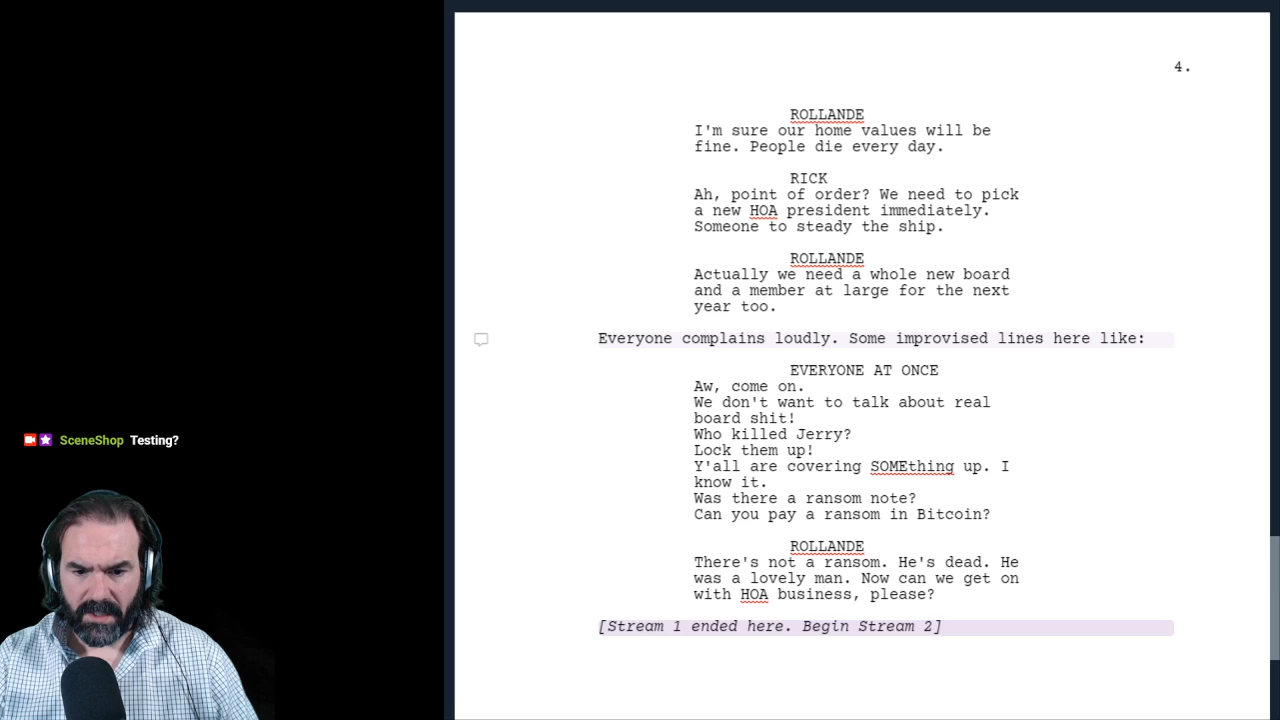 4.
ROLLANDE
I'm sure our home values will be
fine. People die every day.
RICK
Ah, point of order? We need to pick
a new HOA president immediately.
Someone to steady the ship.
ROLLANDE
Actually we need a whole new board
and a member at large for the next
year too.
Everyone complains loudly. Some improvised lines here like:
EVERYONE AT ONCE
Aw, come on.
We don't want to talk about real
board shit!
Who killed Jerry?
Lock them up!
Y'all are covering SOMEthing up. I
know it.
Was there a ransom note?
Can you pay a ransom in Bitcoin?
ROLLANDE
There's not a ransom. He's dead. He
was a lovely man. Now can we get on
with HOA business, please?
[Stream 1 ended here. Begin Stream 2]
SceneShop Testing?